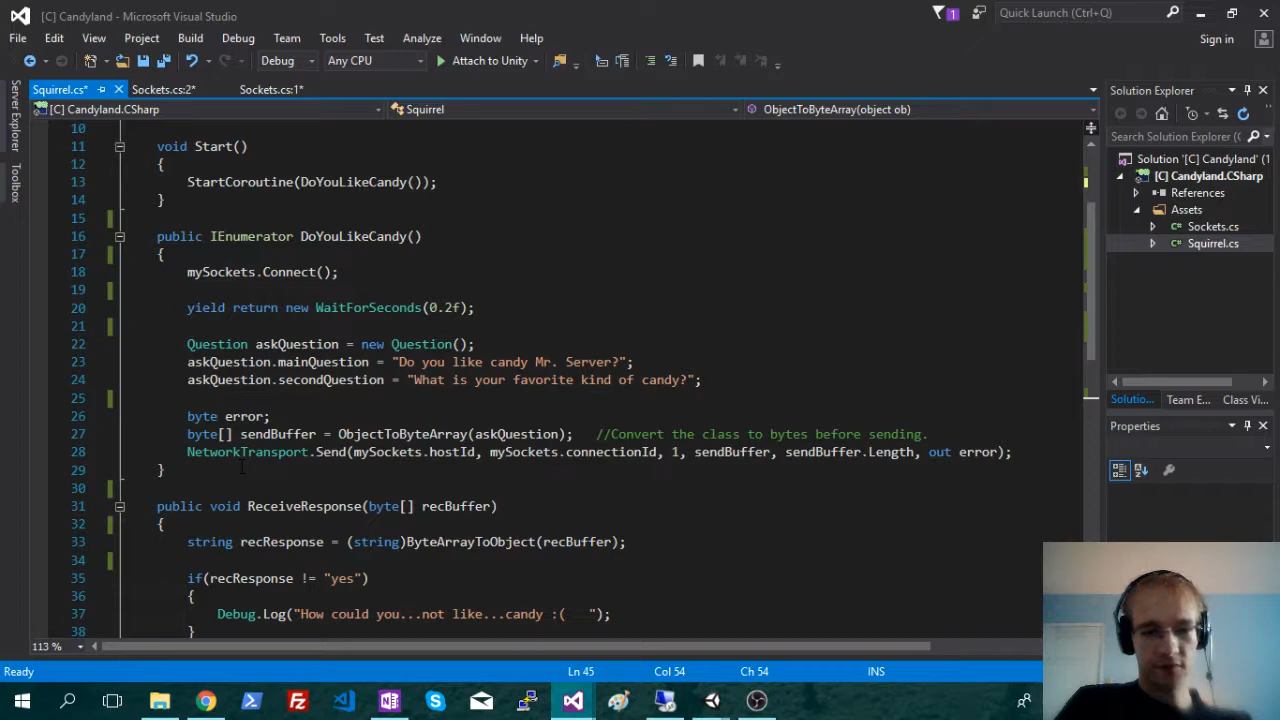 [C] Candyland - Microsoft Visual Studio
1
Quick Launch (Ctrl+Q)
File Edit View Project Build Debug Team Tools Test Analyze Window Help
Sign in
Debug Any CPU Attach to Unity
Squirrel.cs* Sockets.cs:2* Sockets.cs:1*
Solution Explorer
[C] Candyland.CSharp Squirrel ObjectToByteArray(object ob)
Server Explorer
Toolbox
Search Solution Explorer (Ctrl
Solution '[C] Candyland' (1
[C] Candyland.CSharp
References
Assets
Sockets.cs
Squirrel.cs
10
11 void Start()
12 {
13 StartCoroutine(DoYouLikeCandy());
14 }
15
16 public IEnumerator DoYouLikeCandy()
17 {
18 mySockets.Connect();
19
20 yield return new WaitForSeconds(0.2f);
21
22 Question askQuestion = new Question();
23 askQuestion.mainQuestion = "Do you like candy Mr. Server?";
24 askQuestion.secondQuestion = "What is your favorite kind of candy?";
25
26 byte error;
27 byte[] sendBuffer = ObjectToByteArray(askQuestion); //Convert the class to bytes before sending.
28 NetworkTransport.Send(mySockets.hostId, mySockets.connectionId, 1, sendBuffer, sendBuffer.Length, out error);
29 }
30
31 public void ReceiveResponse(byte[] recBuffer)
32 {
33 string recResponse = (string)ByteArrayToObject(recBuffer);
34
35 if(recResponse != "yes")
36 {
37 Debug.Log("How could you...not like...candy :( ");
38 }
Solutio... Team E... Class Vi...
Properties
113 %
Ready Ln 45 Col 54 Ch 54 INS